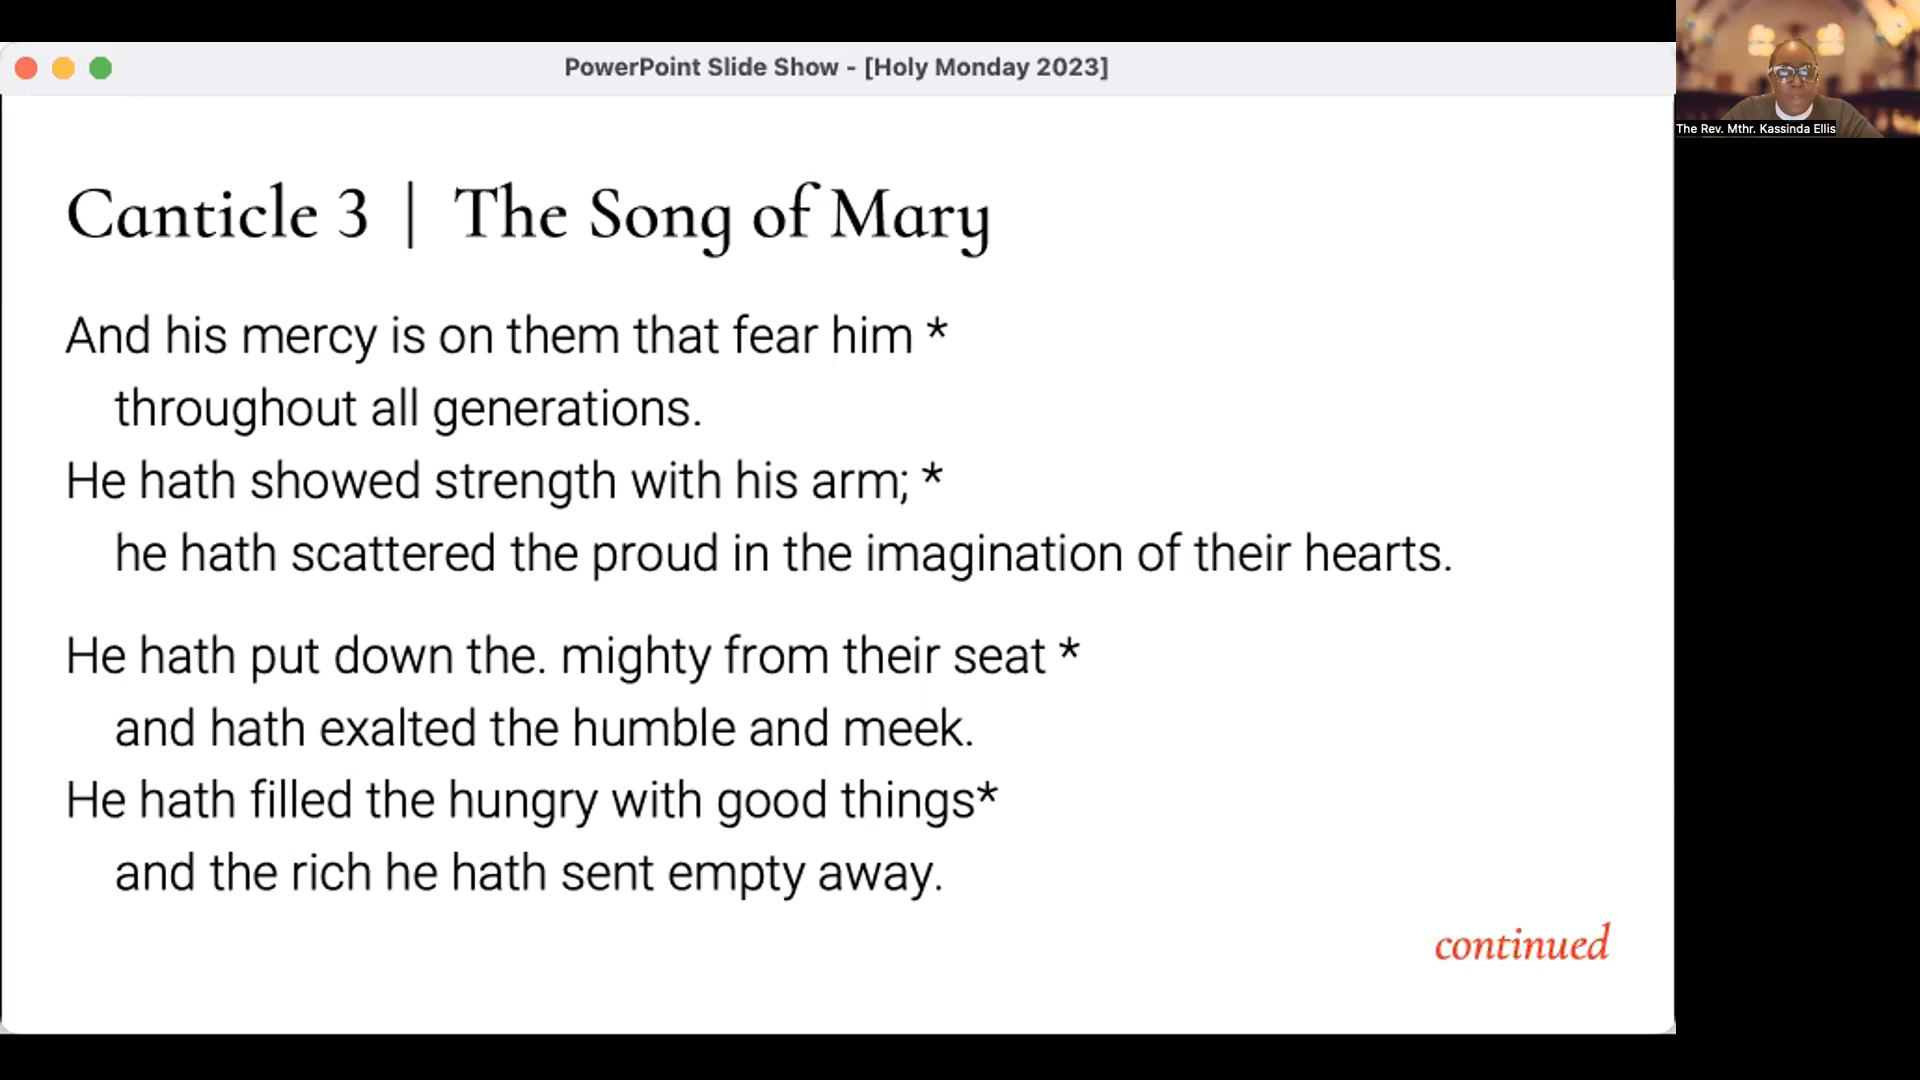 PowerPoint Slide Show - [Holy Monday 2023]
The Rev. Mthr. Kassinda Ellis
Canticle 3 | The Song of Mary
And his mercy is on them that fear him *
throughout all generations.
He hath showed strength with his arm; *
he hath scattered the proud in the imagination of their hearts.
He hath put down the. mighty from their seat *
and hath exalted the humble and meek.
He hath filled the hungry with good things*
and the rich he hath sent empty away.
continued